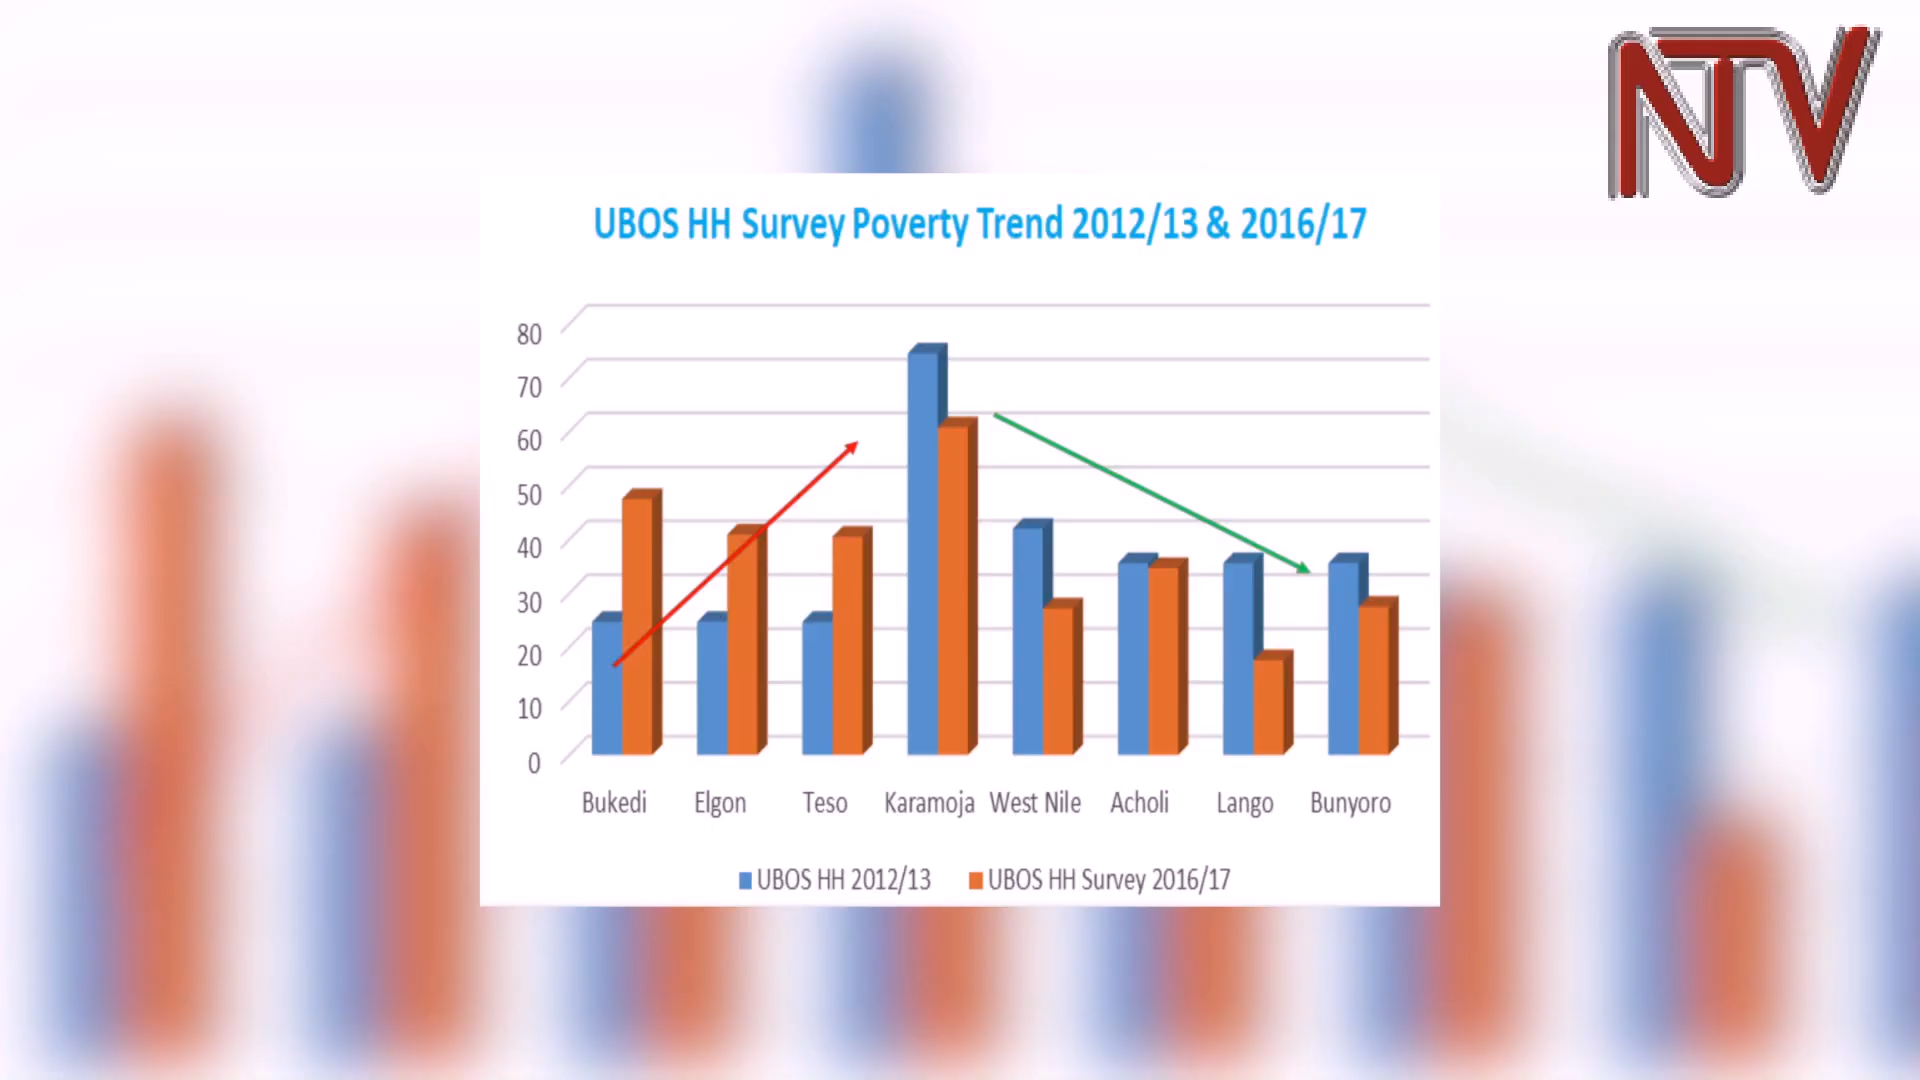 NTV
UBOS HH Survey Poverty Trend 2012/13 & 2016/17
80
70
60
50
40
30
20
10
0
Bukedi Elgon Teso Karamoja West Nile Acholi Lango Bunyoro
UBOS HH 2012/13 UBOS HH Survey 2016/17